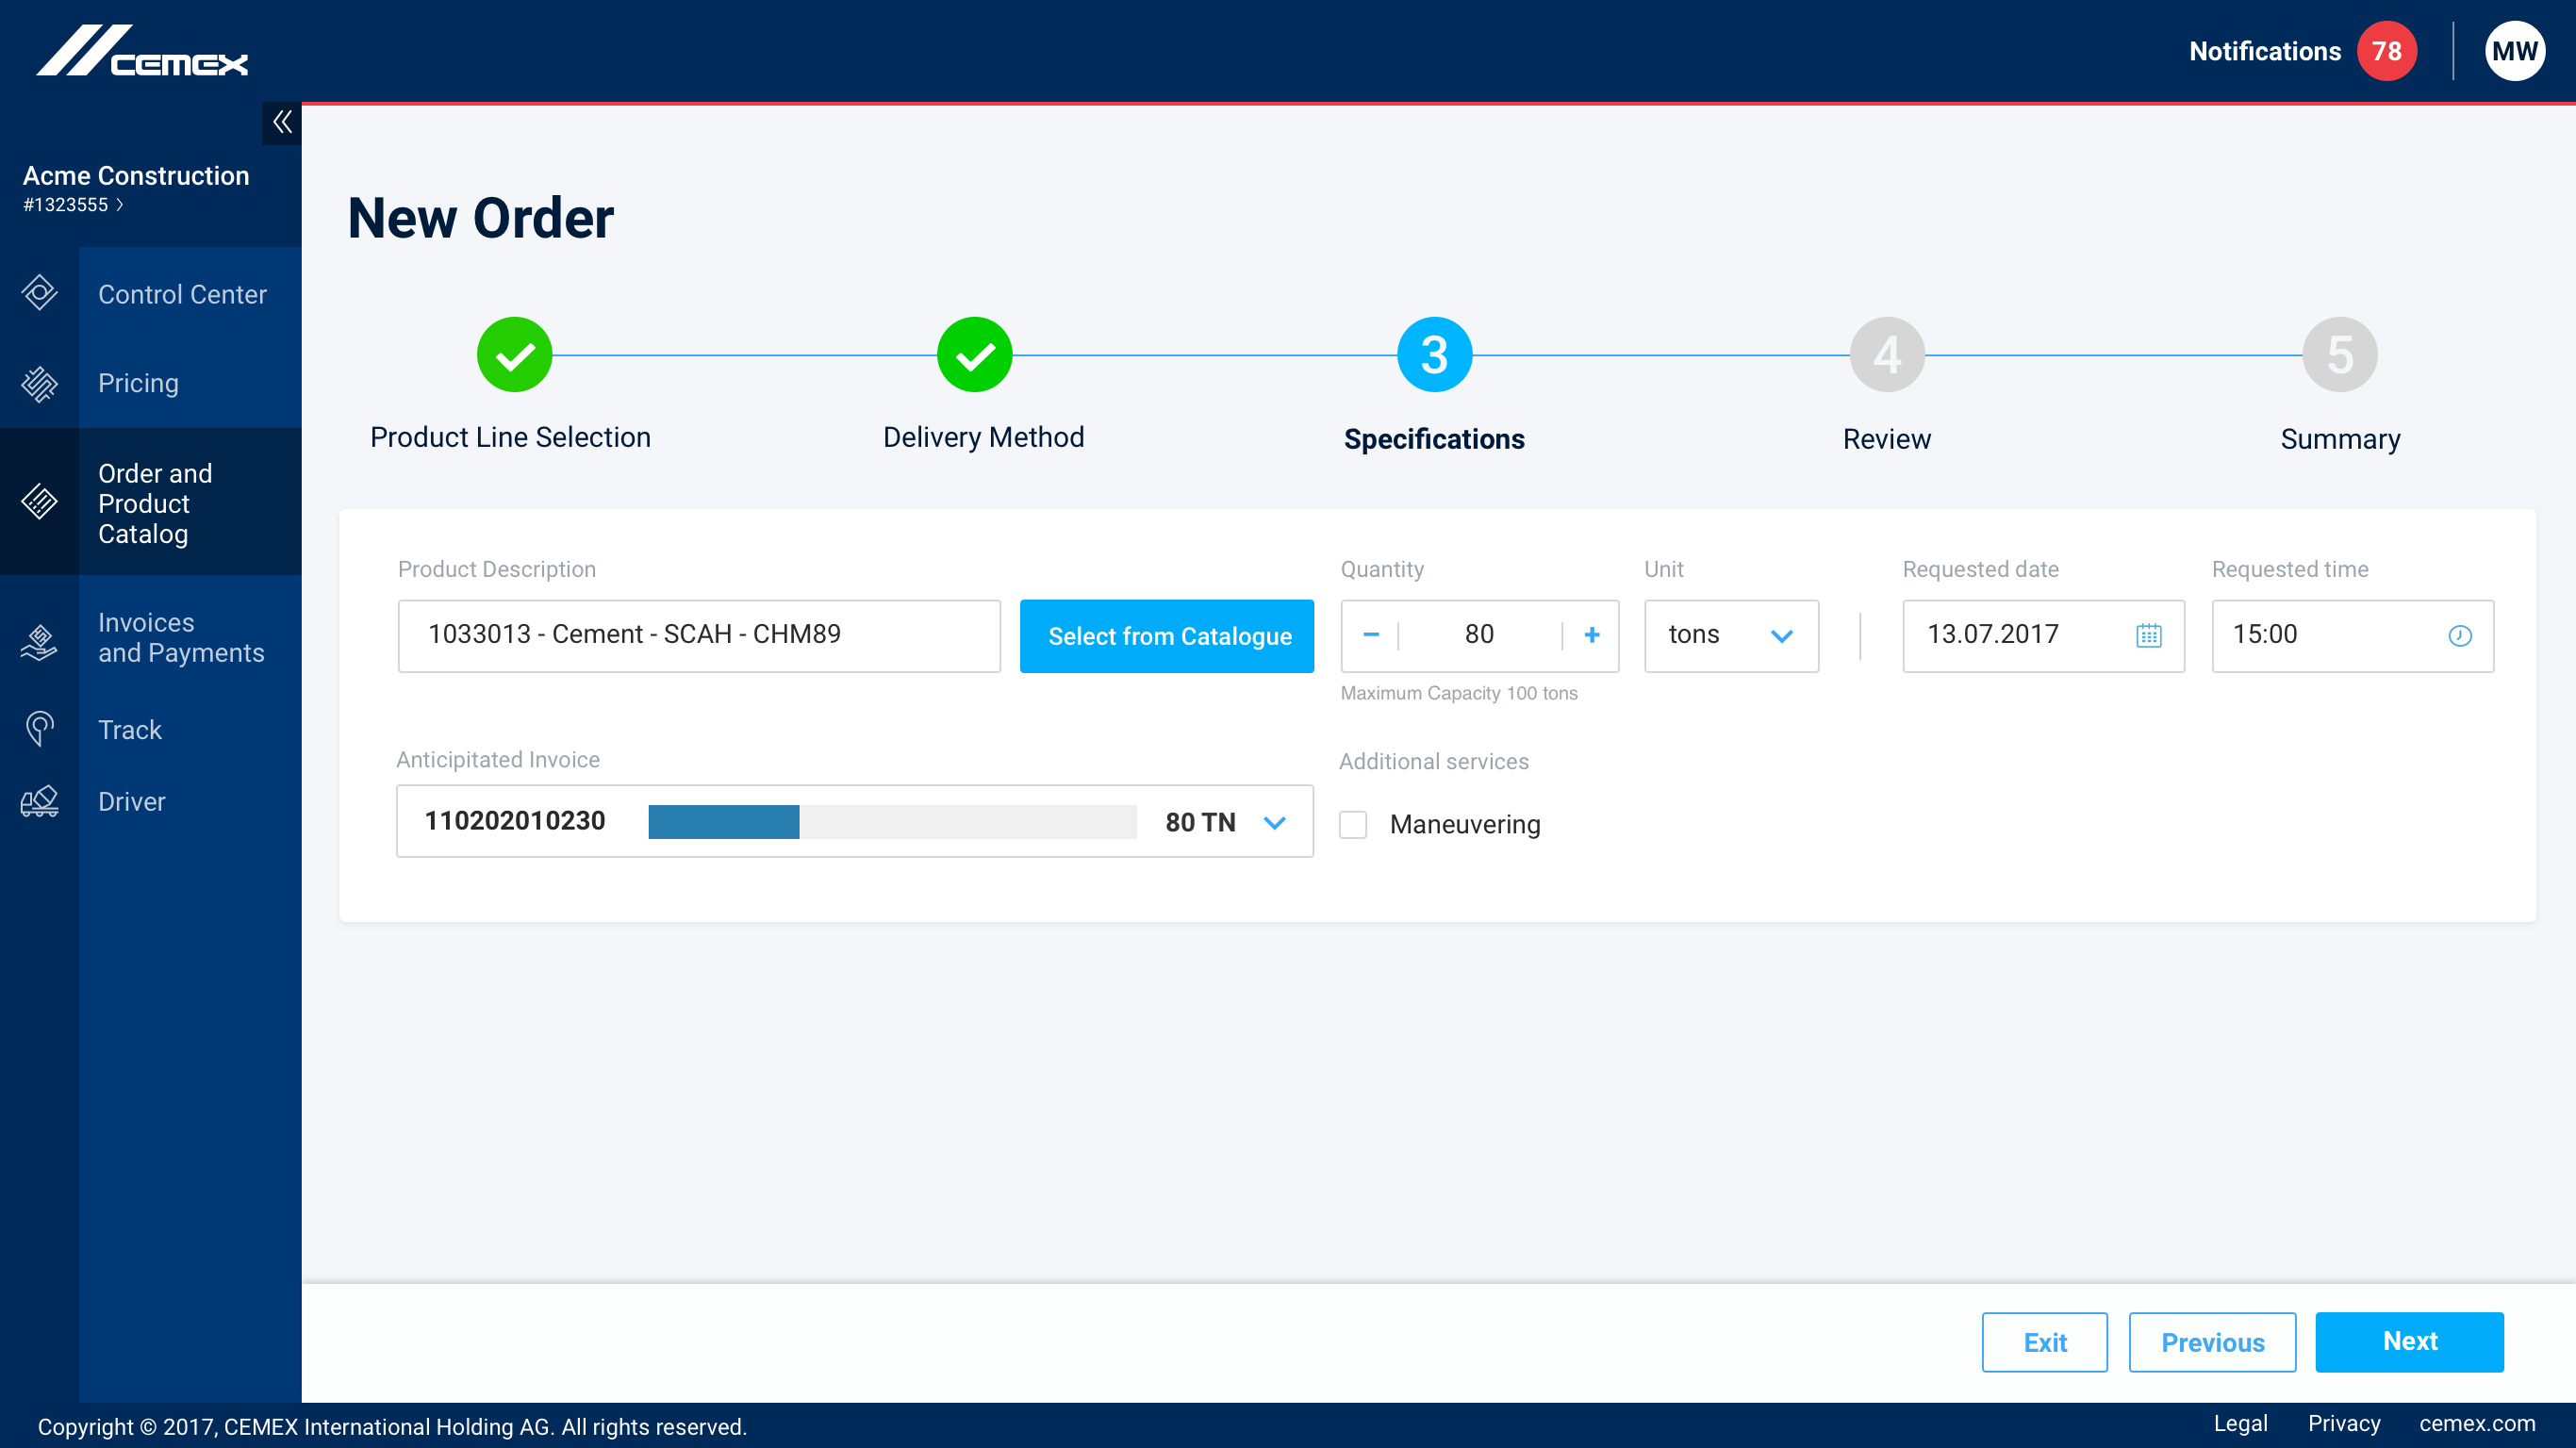 CEMEX
Notifications 78 MW
Acme Construction
#1323555
Control Center
Pricing
Order and
Product
Catalog
Invoices
and Payments
Track
Driver
New Order
3 4 5
Product Line Selection Delivery Method Specifications Review Summary
Product Description Quantity Unit Requested date Requested time
1033013 - Cement - SCAH - CHM89 Select from Catalogue − 80 + tons 13.07.2017 15:00
Maximum Capacity 100 tons
Anticipitated Invoice Additional services
110202010230 80 TN Maneuvering
Exit Previous Next
Copyright © 2017, CEMEX International Holding AG. All rights reserved. Legal Privacy cemex.com